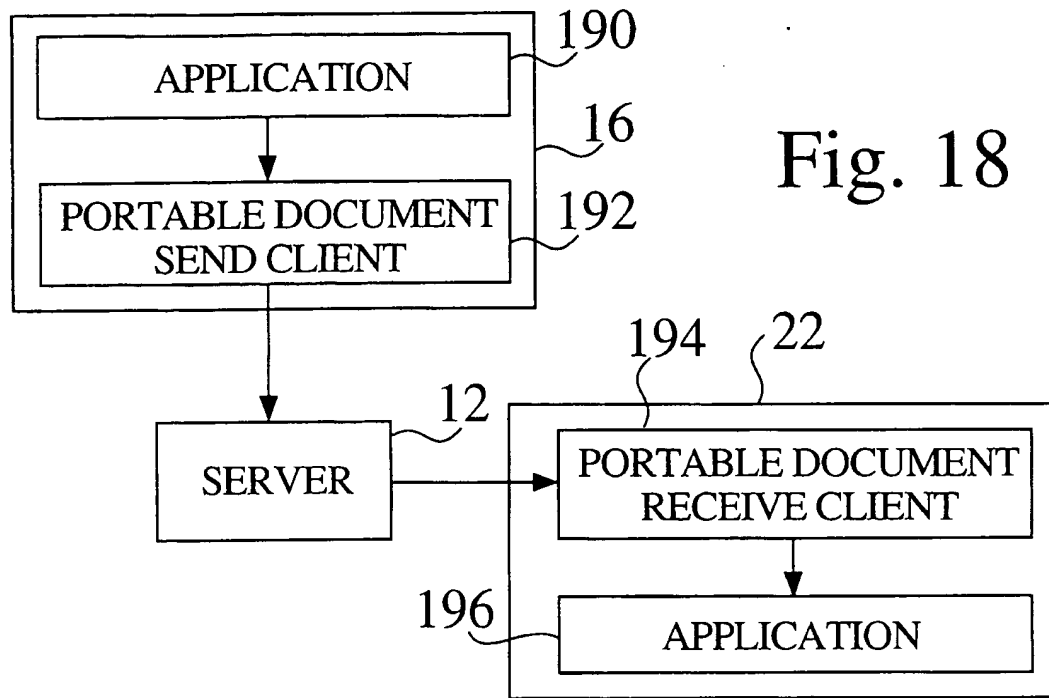 190
APPLICATION
16
Fig. 18
PORTABLE DOCUMENT
SEND CLIENT
192
194
22
12
SERVER
PORTABLE DOCUMENT
RECEIVE CLIENT
196
APPLICATION